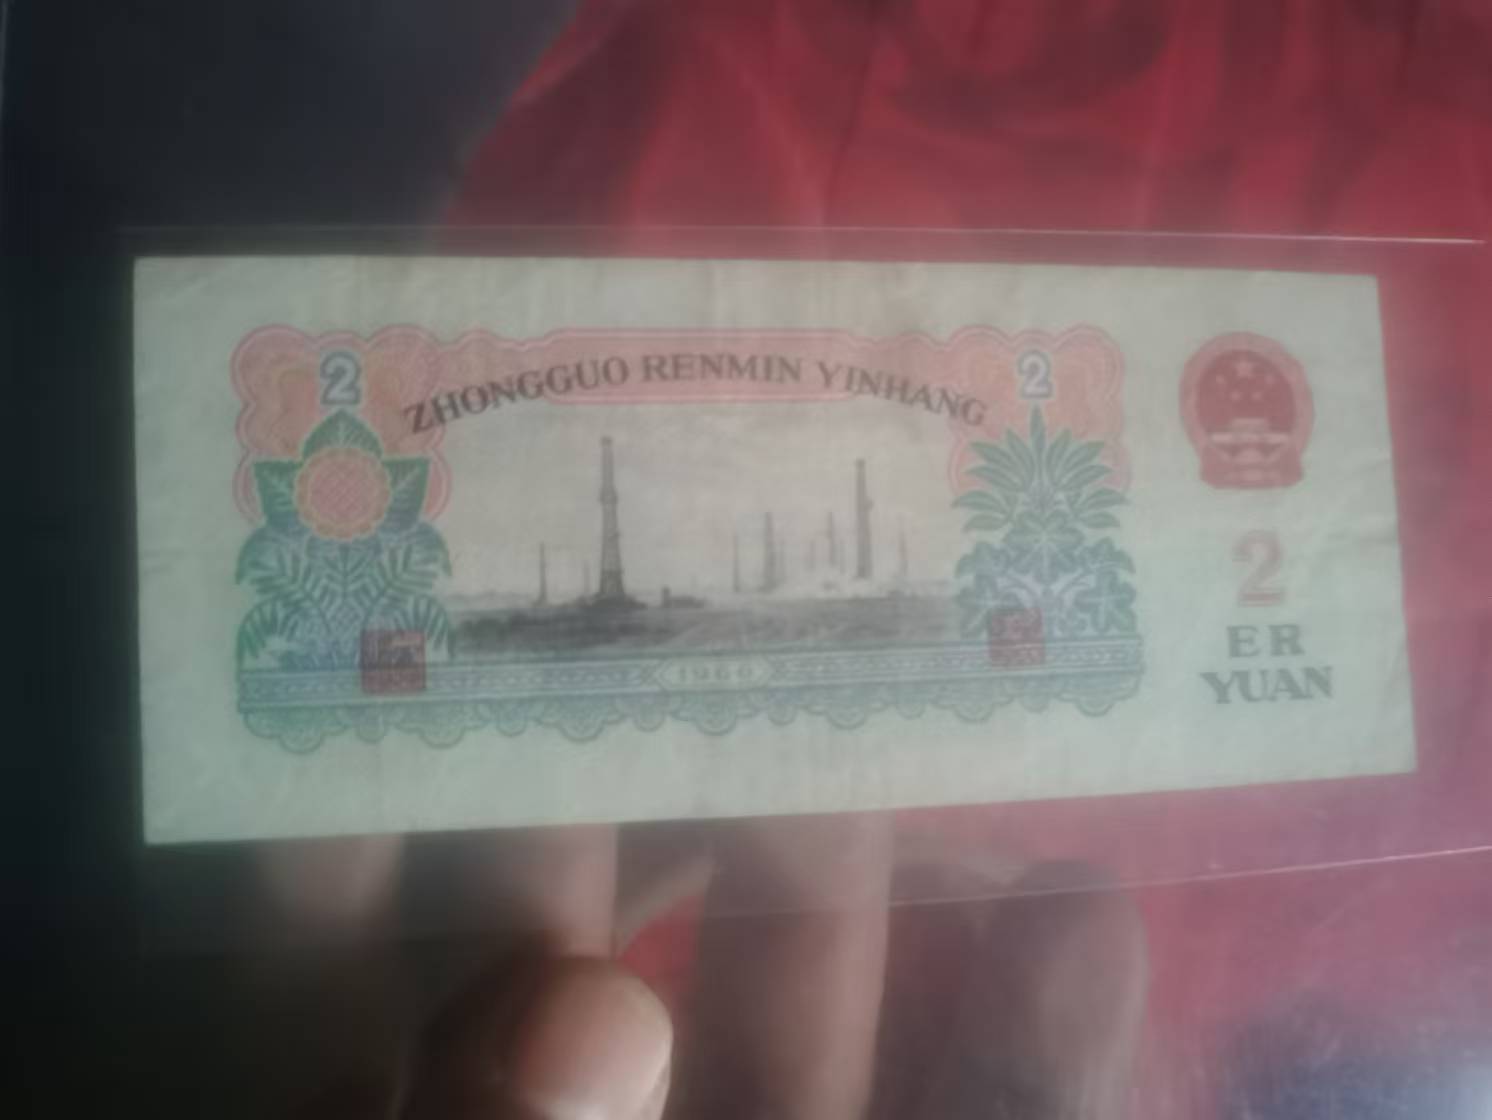 2 2
ZHONGGUO RENMIN YINHANG
1960
2
ER
YUAN